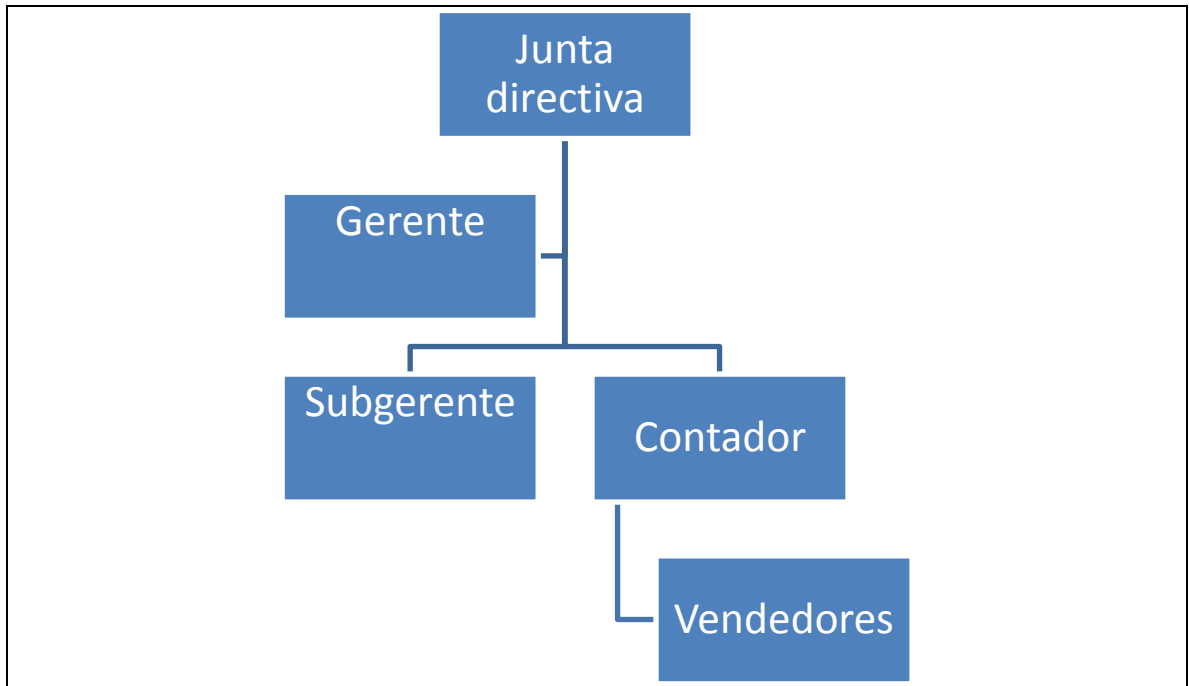 Junta
directiva
Gerente
Subgerente
Contador
Vendedores